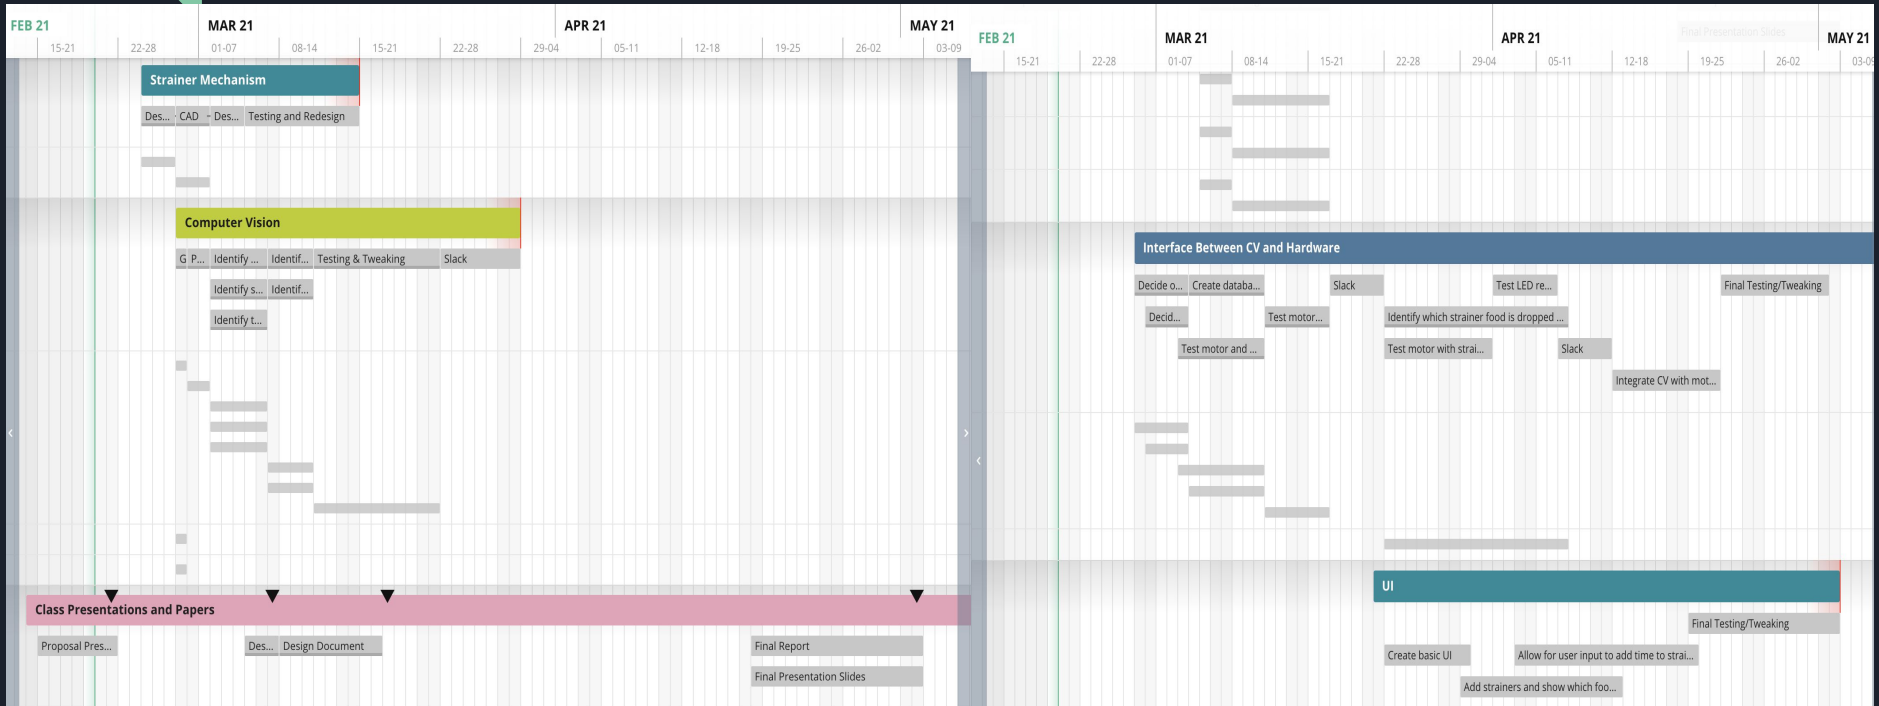 FEB 21 MAR 21 APR 21 MAY 21
15-21 22-28 01-07 08-14 15-21 22-28 29-04 05-11 12-18 19-25 26-02 03-09
Strainer Mechanism
Des... CAD Des... Testing and Redesign
Computer Vision
G P... Identify ... Identif... Testing & Tweaking Slack
Identify s... Identif...
Identify t...
Class Presentations and Papers
Proposal Pres... Des... Design Document Final Report
Final Presentation Slides
Final Presentation Slides
FEB 21 MAR 21 APR 21 MAY 21
15-21 22-28 01-07 08-14 15-21 22-28 29-04 05-11 12-18 19-25 26-02 03-09
Interface Between CV and Hardware
Decide o... Create databa... Slack Test LED re... Final Testing/Tweaking
Decid... Test motor... Identify which strainer food is dropped ...
Test motor and ... Test motor with strai... Slack
Integrate CV with mot...
UI
Final Testing/Tweaking
Create basic UI Allow for user input to add time to strai...
Add strainers and show which foo...